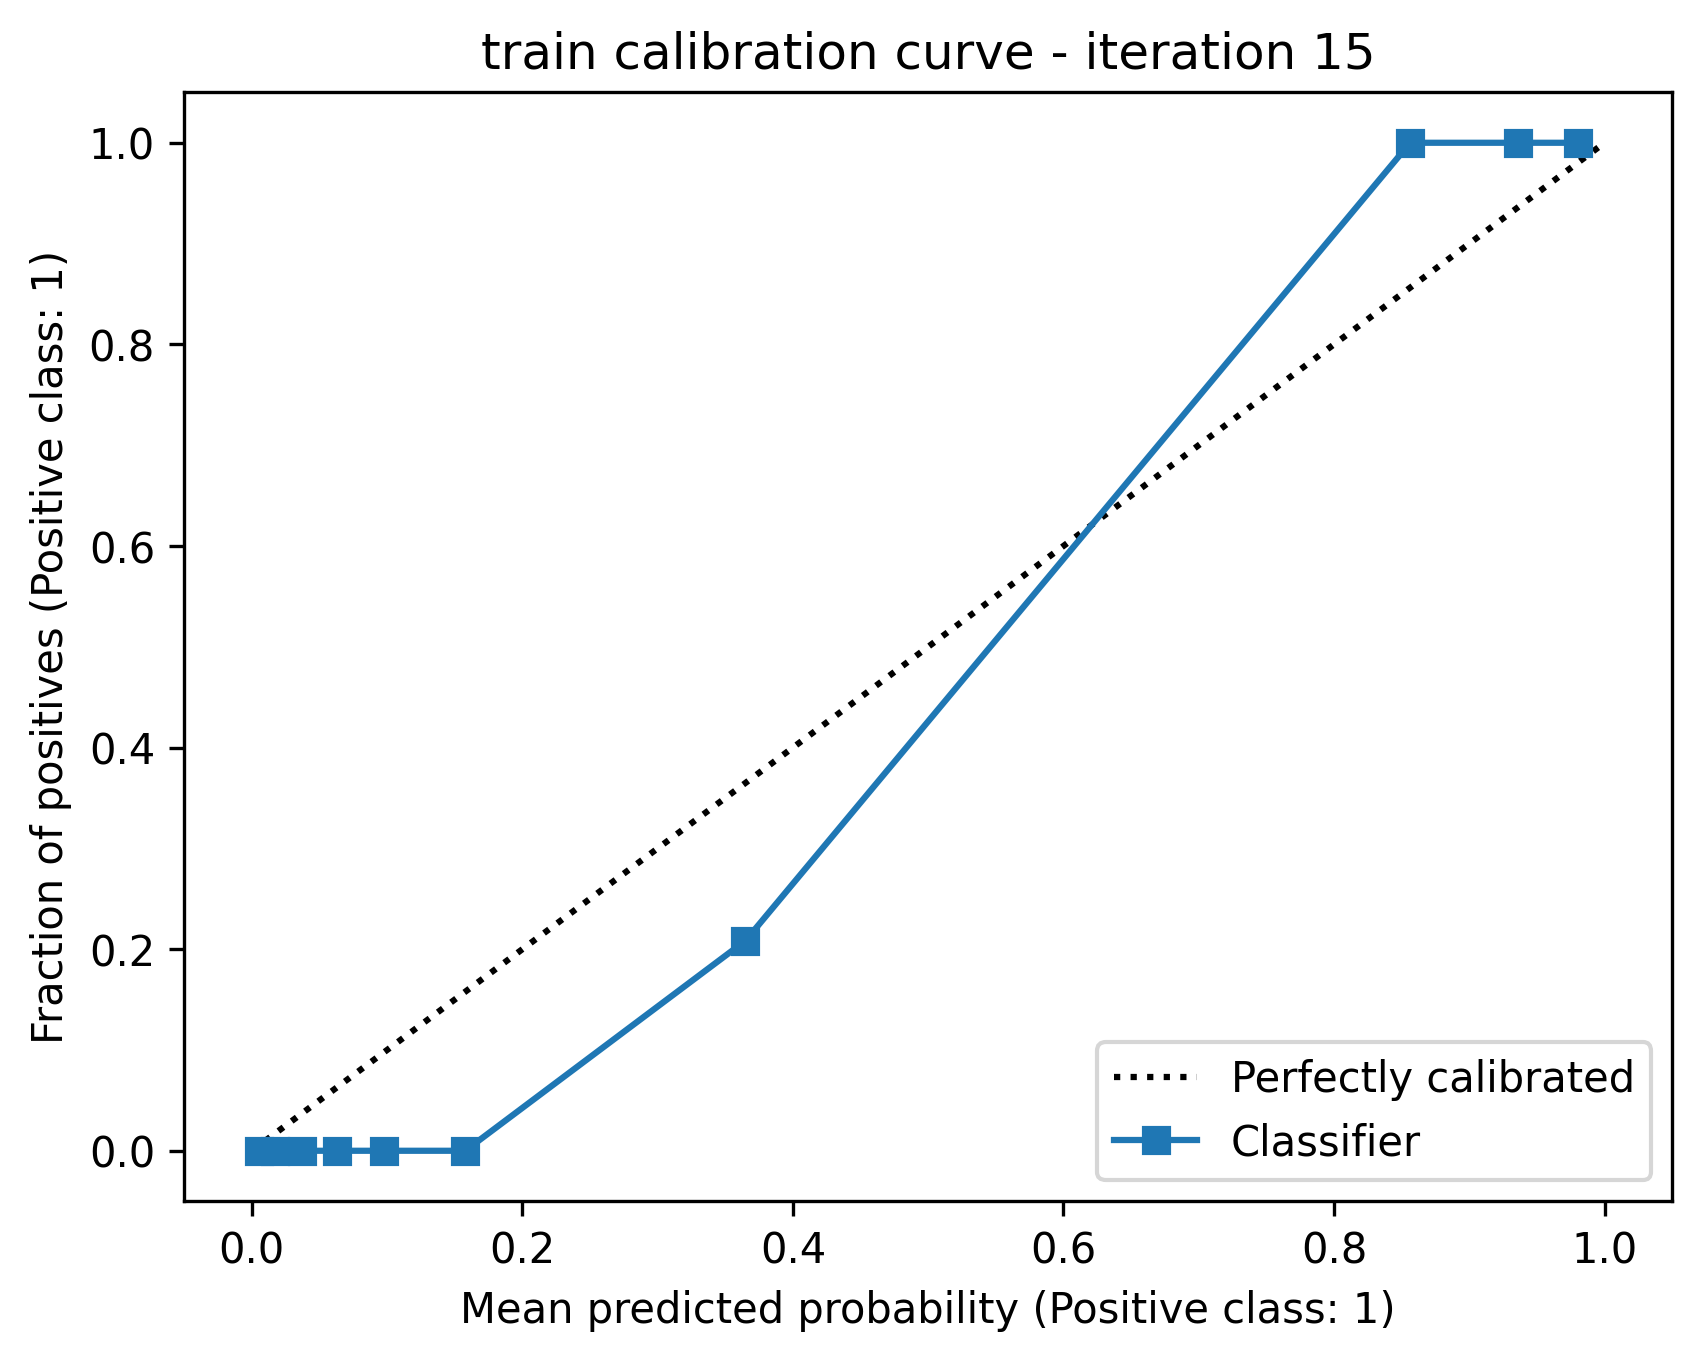 train calibration curve - iteration 15
Fraction of positives (Positive class: 1)
1.0
0.8
0.6
0.4
0.2
0.0
Perfectly calibrated
Classifier
0.0 0.2 0.4 0.6 0.8 1.0
Mean predicted probability (Positive class: 1)